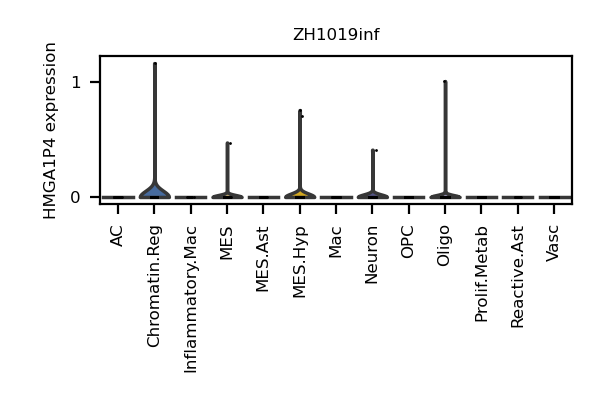 ZH1019inf
HMGA1P4 expression
1
0
AC
Chromatin.Reg
Inflammatory.Mac
MES
MES.Ast
MES.Hyp
Mac
Neuron
OPC
Oligo
Prolif.Metab
Reactive.Ast
Vasc